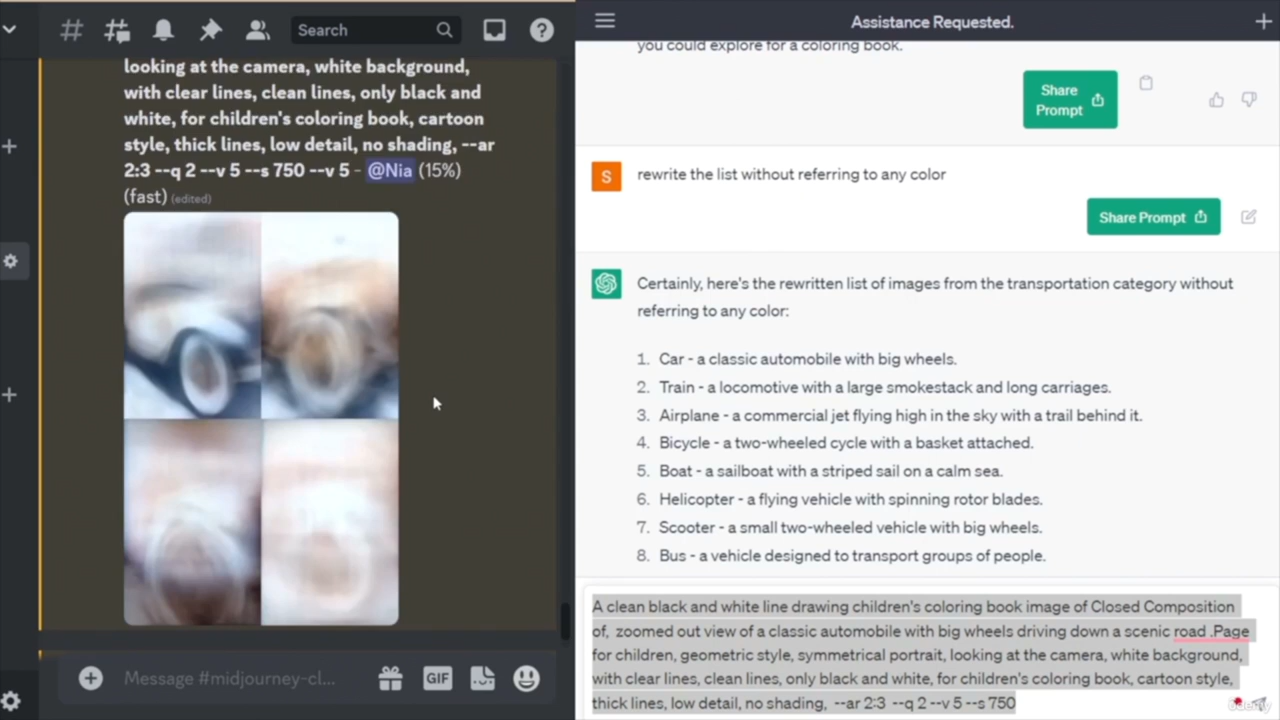 Search
looking at the camera, white background,
with clear lines, clean lines, only black and
white, for children's coloring book, cartoon
style, thick lines, low detail, no shading, --ar
2:3 --q 2 --v 5 --s 750 --v 5 - @Nia (15%)
(fast) (edited)
Message #midjourney-cl...
GIF
Assistance Requested.
you could explore for a coloring book.
Share
Prompt
S
rewrite the list without referring to any color
Share Prompt
Certainly, here's the rewritten list of images from the transportation category without
referring to any color:
1. Car - a classic automobile with big wheels.
2. Train - a locomotive with a large smokestack and long carriages.
3. Airplane - a commercial jet flying high in the sky with a trail behind it.
4. Bicycle - a two-wheeled cycle with a basket attached.
5. Boat - a sailboat with a striped sail on a calm sea.
6. Helicopter - a flying vehicle with spinning rotor blades.
7. Scooter - a small two-wheeled vehicle with big wheels.
8. Bus - a vehicle designed to transport groups of people.
A clean black and white line drawing children's coloring book image of Closed Composition
of,  zoomed out view of a classic automobile with big wheels driving down a scenic road .Page
for children, geometric style, symmetrical portrait, looking at the camera, white background,
with clear lines, clean lines, only black and white, for children's coloring book, cartoon style,
thick lines, low detail, no shading,  --ar 2:3  --q 2 --v 5 --s 750